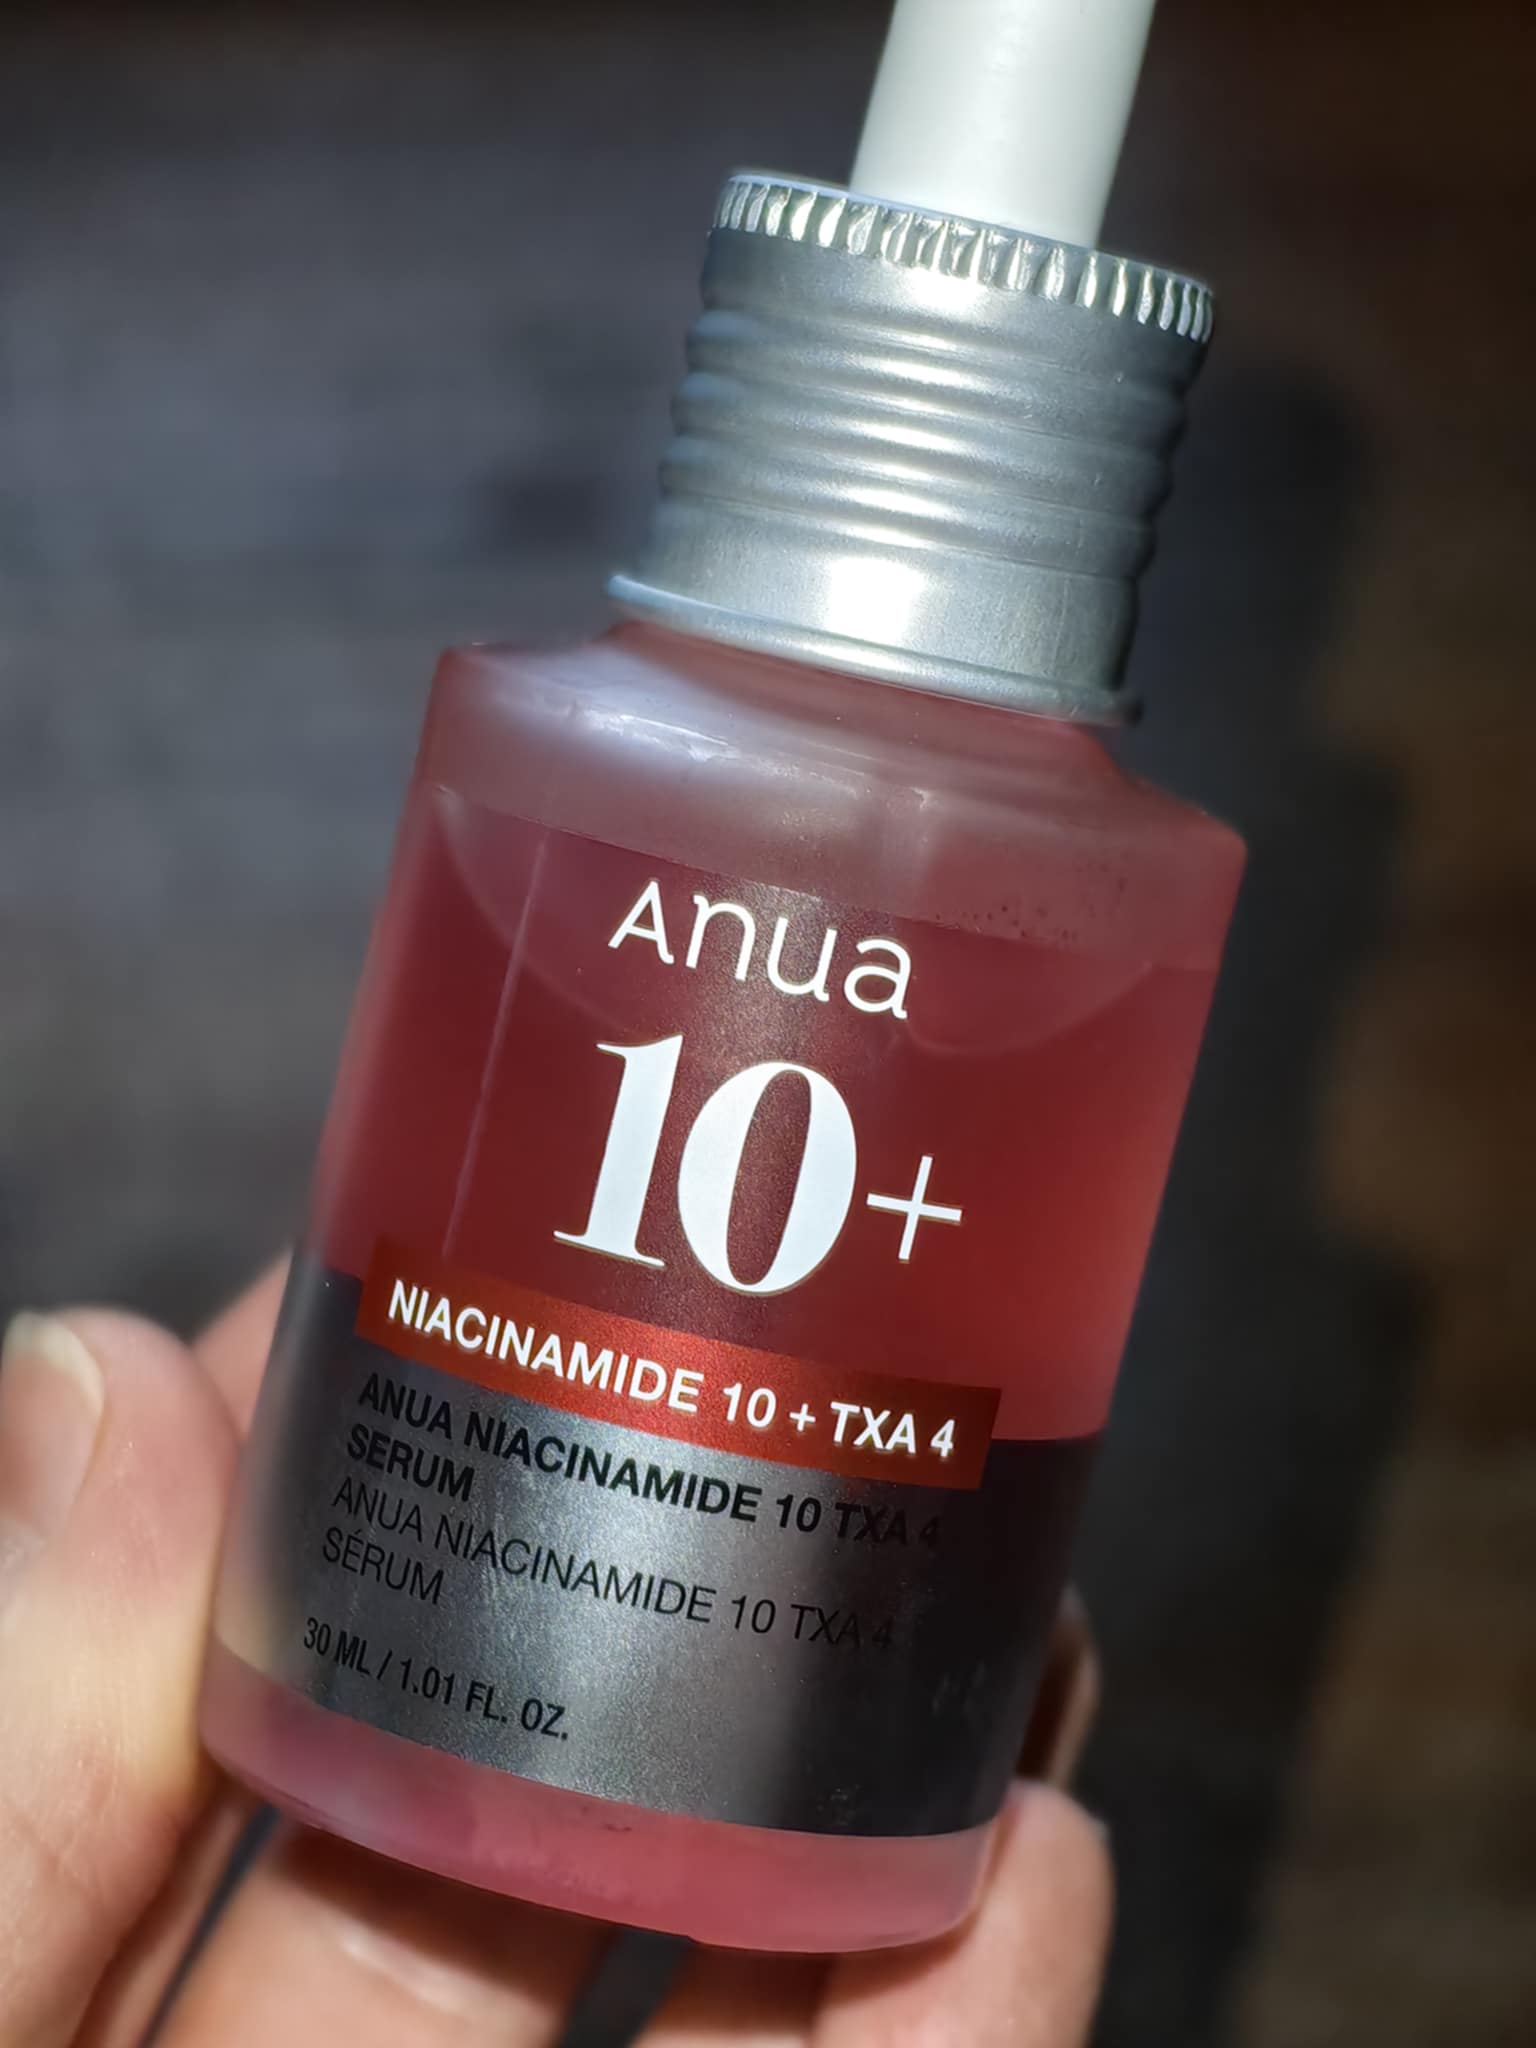 Anua
10+
NIACINAMIDE 10 + TXA 4
ANUA NIACINAMIDE 10 TXA 4
SERUM
ANUA NIACINAMIDE 10 TXA 4
SÉRUM
30 ML / 1.01 FL. OZ.